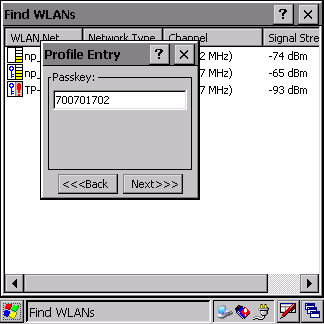 Find WLANs ? ×
WLAN Net Network Type Channel Signal Stre
np_ 2 MHz) -74 dBm
np_ 7 MHz) -65 dBm
TP- 7 MHz) -93 dBm
Profile Entry ? ×
Passkey:
700701702
<<<Back Next>>>
Find WLANs